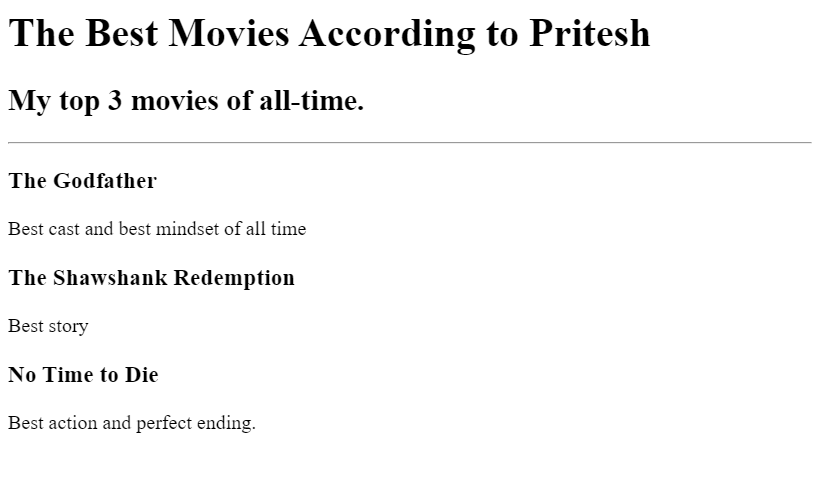 The Best Movies According to Pritesh
My top 3 movies of all-time.
The Godfather
Best cast and best mindset of all time
The Shawshank Redemption
Best story
No Time to Die
Best action and perfect ending.